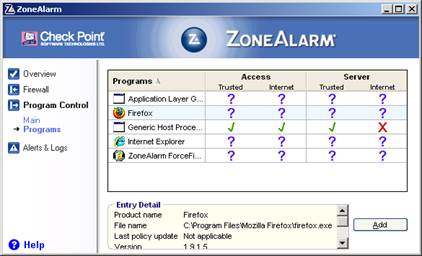 ZoneAlarm
Check Point
SOFTWARE TECHNOLOGIES LTD.
ZONEALARM
Overview
Firewall
Program Control
Main
Programs
Alerts & Logs
Help
Programs
Access
Server
Trusted
Internet
Trusted
Internet
Application Layer G...
? ? ? ?
Firefox
? ? ? ?
Generic Host Proce...
√ √ √ X
Internet Explorer
? ? ? ?
ZoneAlarm ForceFi...
? ? ? ?
Entry Detail
Product name Firefox
File name C:\Program Files\Mozilla Firefox\firefox.exe
Last policy update Not applicable
Version 1.9.1.5
Add